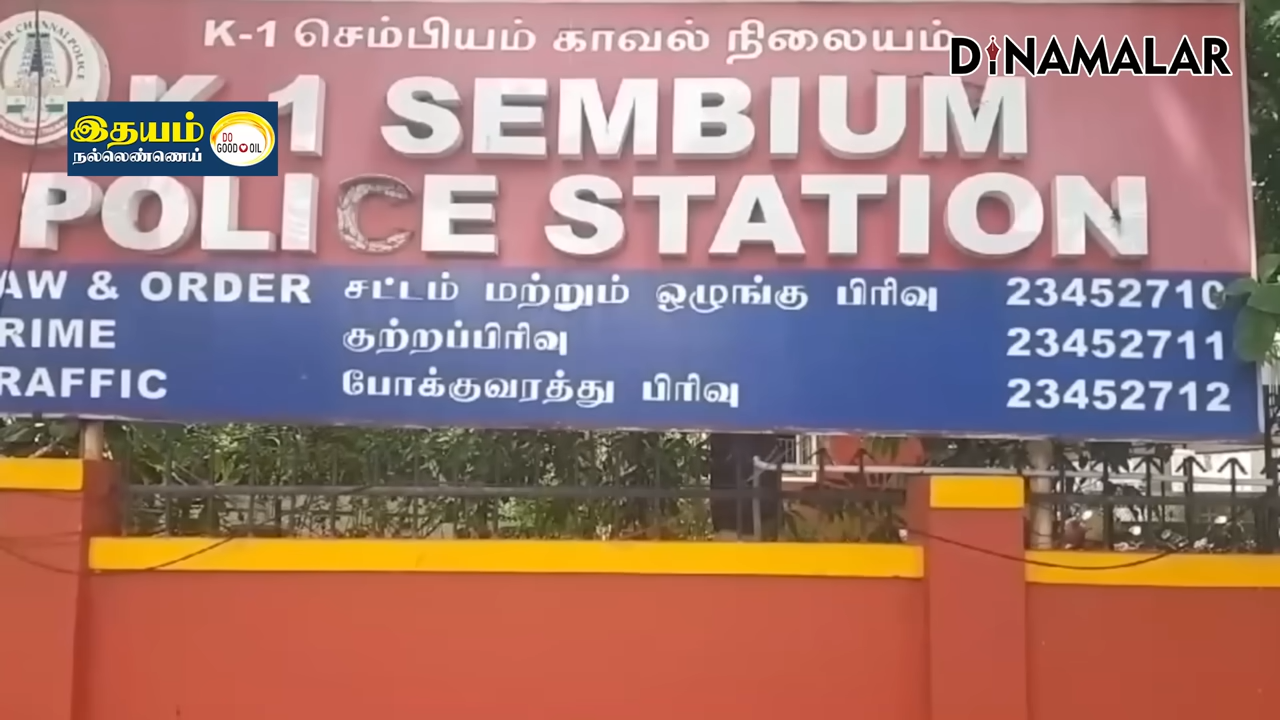 K-1 செம்பியம் காவல் நிலையம்
DINAMALAR
K-1 SEMBIUM
இதயம்
நல்லெண்ணெய்
DO
GOOD OIL
POLICE STATION
AW & ORDER சட்டம் மற்றும் ஒழுங்கு பிரிவு 23452710
RIME குற்றப்பிரிவு 23452711
RAFFIC போக்குவரத்து பிரிவு 23452712